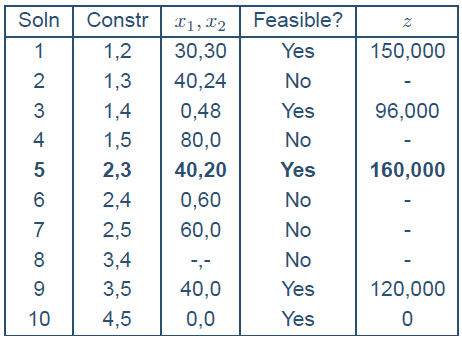 Soln Constr x₁, x₂ Feasible? z
1 1,2 30,30 Yes 150,000
2 1,3 40,24 No -
3 1,4 0,48 Yes 96,000
4 1,5 80,0 No -
5 2,3 40,20 Yes 160,000
6 2,4 0,60 No -
7 2,5 60,0 No -
8 3,4 -,- No -
9 3,5 40,0 Yes 120,000
10 4,5 0,0 Yes 0